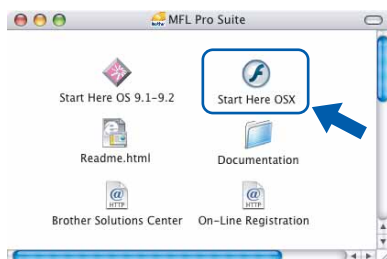 MFL Pro Suite
Start Here OS 9.1-9.2
Start Here OSX
Readme.html
Documentation
@
HTTP
@
HTTP
Brother Solutions Center
On-Line Registration